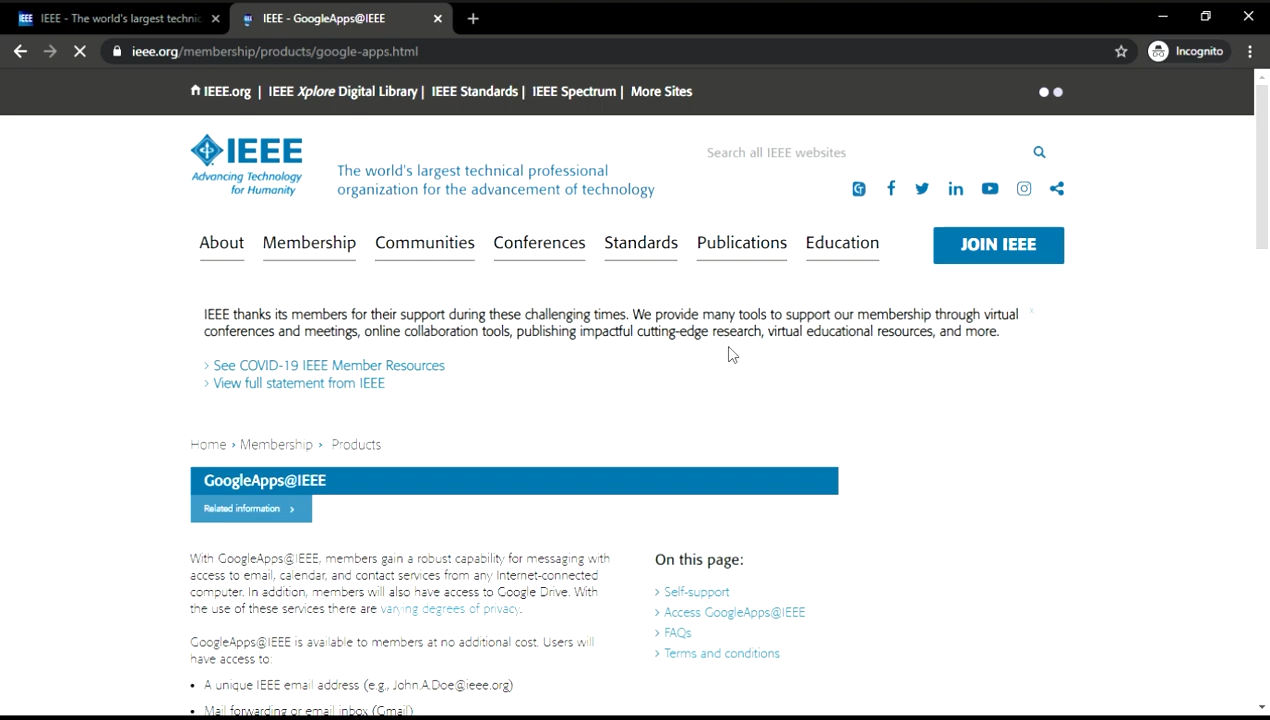 IEEE - The world's largest technic
IEEE - GoogleApps@IEEE
ieee.org/membership/products/google-apps.html
Incognito
IEEE.org | IEEE Xplore Digital Library | IEEE Standards | IEEE Spectrum | More Sites
IEEE
Advancing Technology
for Humanity
The world's largest technical professional
organization for the advancement of technology
Search all IEEE websites
About Membership Communities Conferences Standards Publications Education
JOIN IEEE
IEEE thanks its members for their support during these challenging times. We provide many tools to support our membership through virtual
conferences and meetings, online collaboration tools, publishing impactful cutting-edge research, virtual educational resources, and more.
> See COVID-19 IEEE Member Resources
> View full statement from IEEE
Home › Membership › Products
GoogleApps@IEEE
Related information >
With GoogleApps@IEEE, members gain a robust capability for messaging with
access to email, calendar, and contact services from any Internet-connected
computer. In addition, members will also have access to Google Drive. With
the use of these services there are varying degrees of privacy.
GoogleApps@IEEE is available to members at no additional cost. Users will
have access to:
• A unique IEEE email address (e.g., John.A.Doe@ieee.org)
• Mail forwarding or email inbox (Gmail)
On this page:
> Self-support
> Access GoogleApps@IEEE
> FAQs
> Terms and conditions